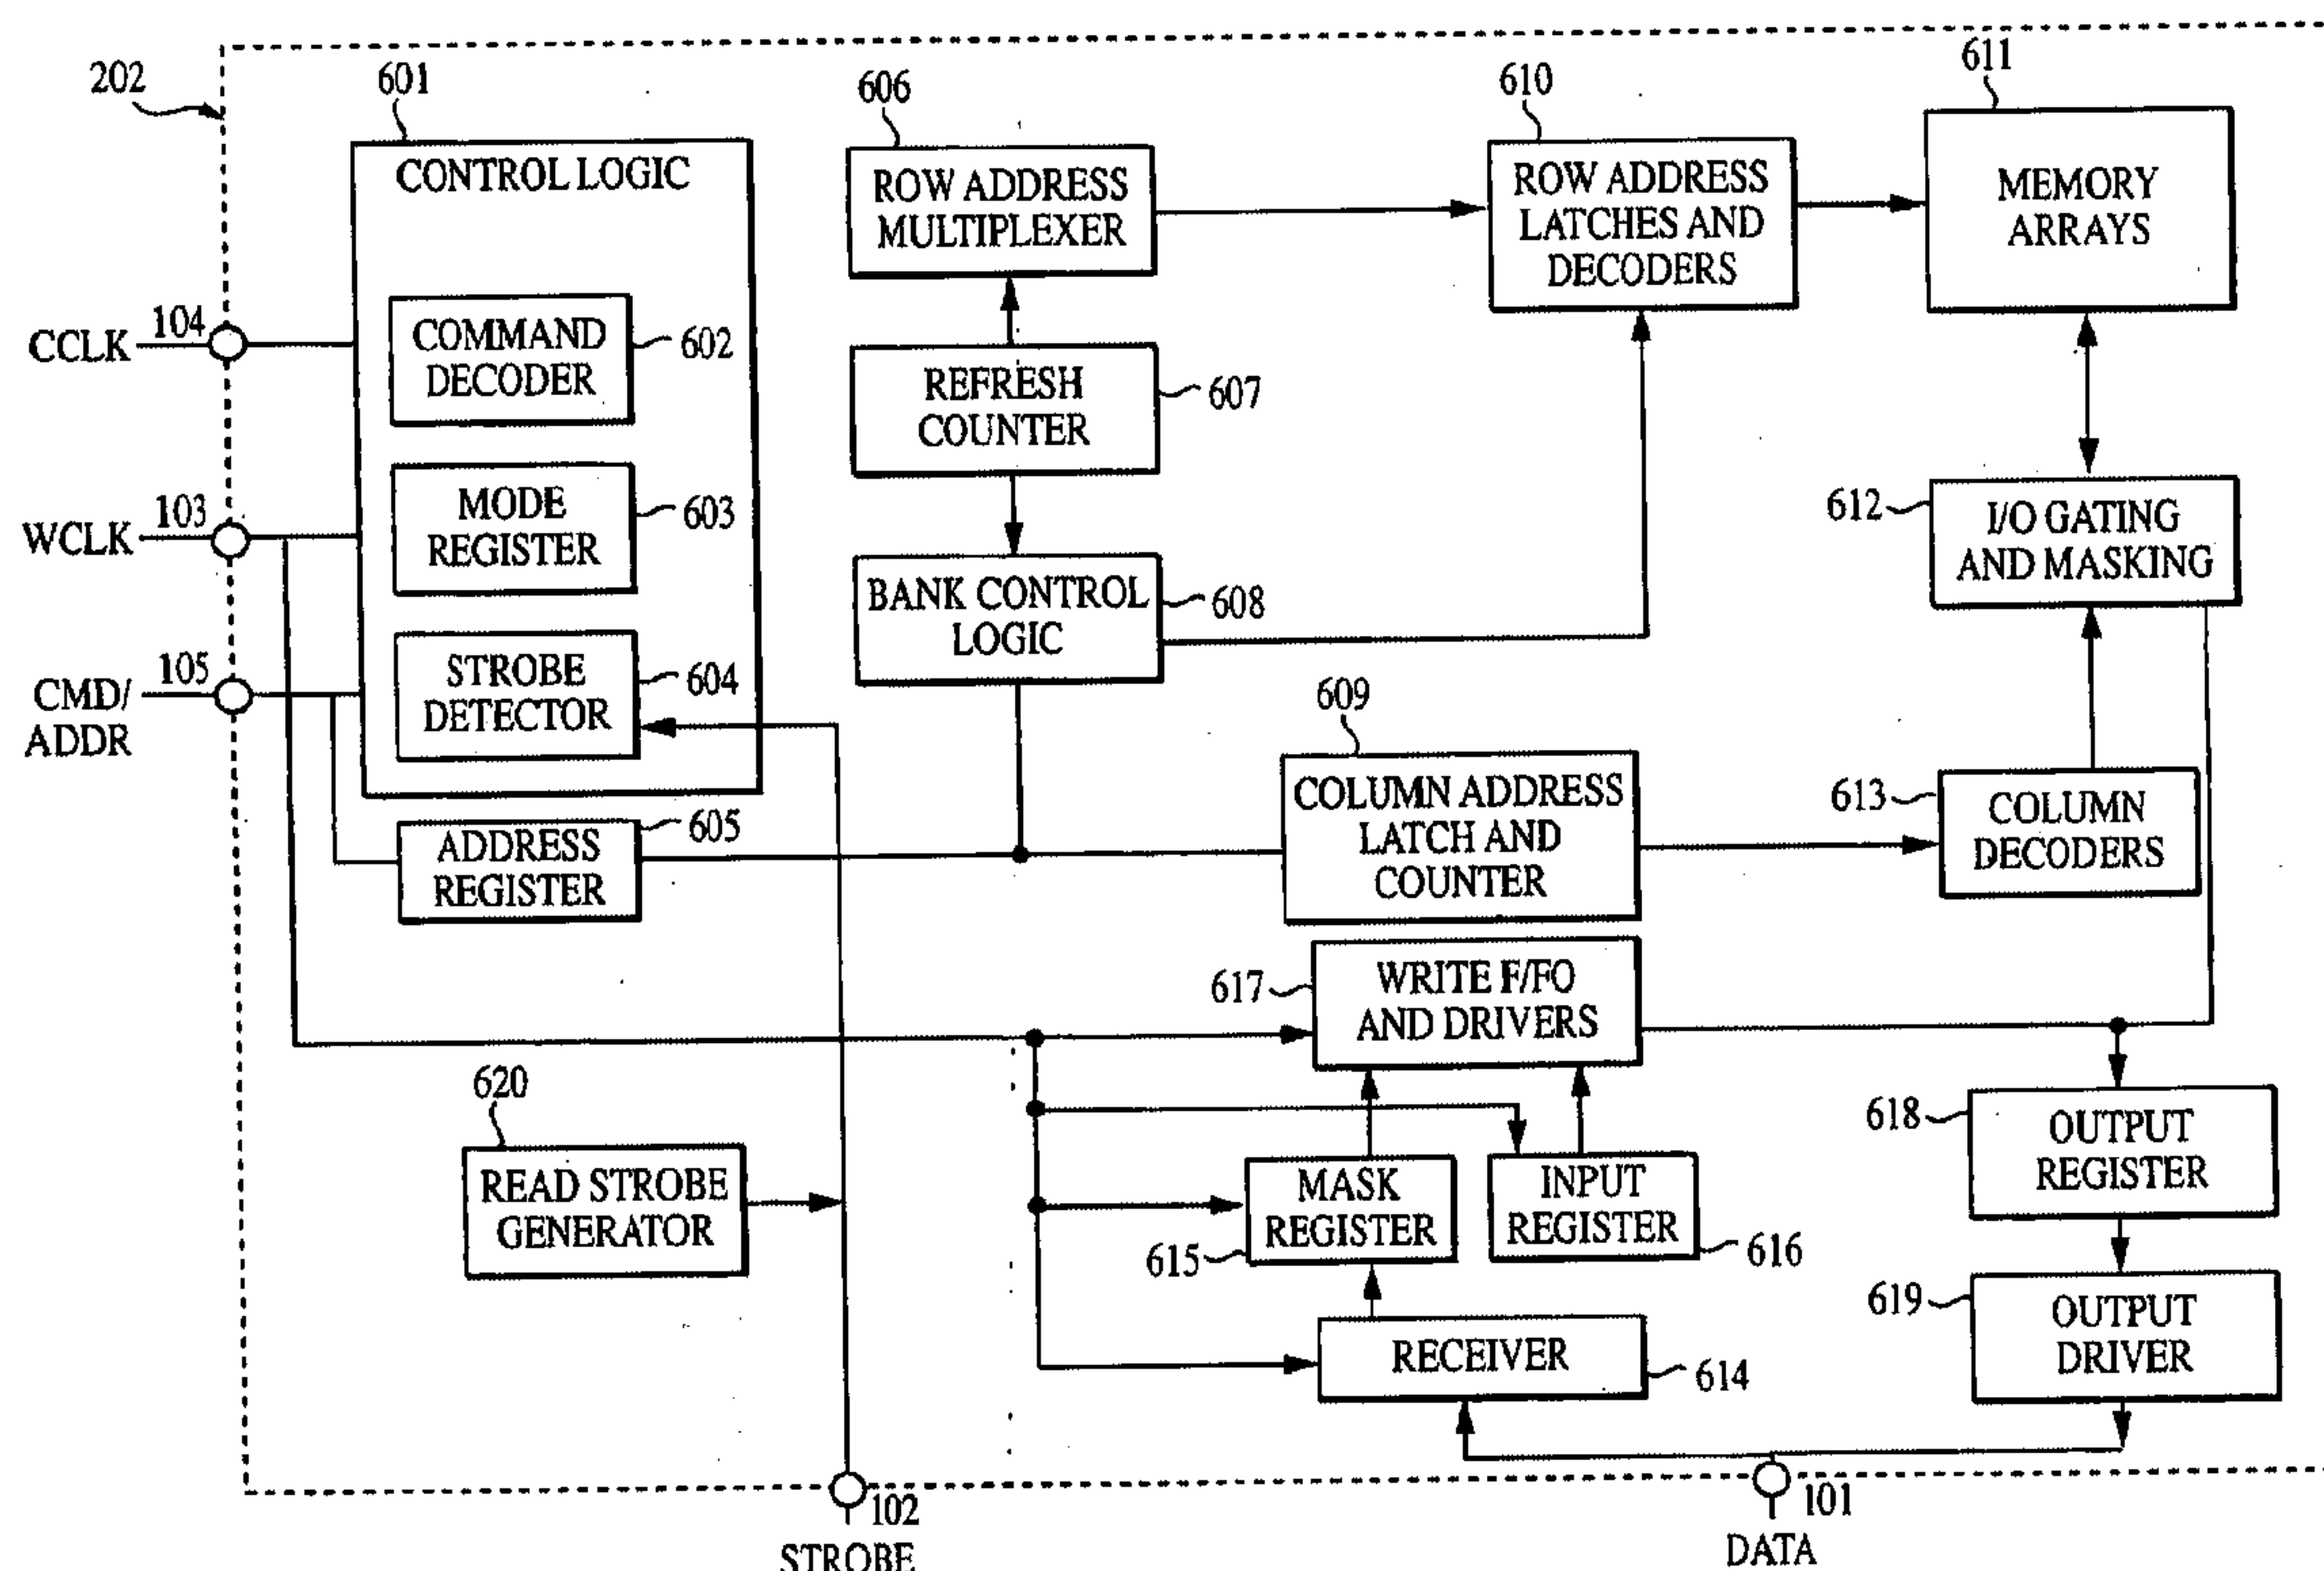 202
601
CONTROL LOGIC
COMMAND
DECODER
602
MODE
REGISTER
603
STROBE
DETECTOR
604
CCLK
104
WCLK
103
CMD/
ADDR
105
ADDRESS
REGISTER
605
606
ROW ADDRESS
MULTIPLEXER
REFRESH
COUNTER
607
BANK CONTROL
LOGIC
608
610
ROW ADDRESS
LATCHES AND
DECODERS
611
MEMORY
ARRAYS
612
I/O GATING
AND MASKING
609
COLUMN ADDRESS
LATCH AND
COUNTER
613
COLUMN
DECODERS
617
WRITE F/FO
AND DRIVERS
620
READ STROBE
GENERATOR
MASK
REGISTER
615
INPUT
REGISTER
616
RECEIVER
614
618
OUTPUT
REGISTER
619
OUTPUT
DRIVER
102
STROBE
101
DATA